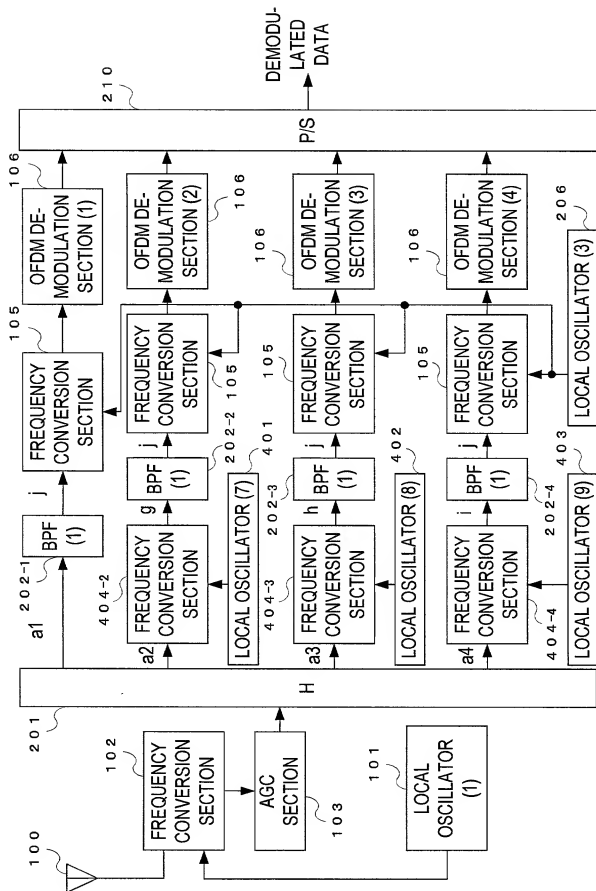 100
102
FREQUENCY
CONVERSION
SECTION
AGC
SECTION
103
101
LOCAL
OSCILLATOR
(1)
201
H
a1
202-1
BPF
(1)
j
105
FREQUENCY
CONVERSION
SECTION
106
OFDM DE-
MODULATION
SECTION (1)
a2
404-2
FREQUENCY
CONVERSION
SECTION
g
BPF
(1)
202-2
j
FREQUENCY
CONVERSION
SECTION
105
OFDM DE-
MODULATION
SECTION (2)
106
LOCAL OSCILLATOR (7)
401
a3
404-3
FREQUENCY
CONVERSION
SECTION
h
202-3
BPF
(1)
j
105
FREQUENCY
CONVERSION
SECTION
106
OFDM DE-
MODULATION
SECTION (3)
LOCAL OSCILLATOR (8)
402
a4
FREQUENCY
CONVERSION
SECTION
404-4
i
BPF
(1)
202-4
j
105
FREQUENCY
CONVERSION
SECTION
106
OFDM DE-
MODULATION
SECTION (4)
LOCAL OSCILLATOR (9)
403
LOCAL OSCILLATOR (3)
206
P/S
210
DEMODU-
LATED
DATA